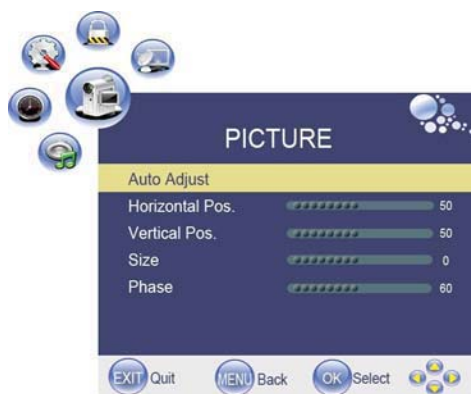 PICTURE
Auto Adjust
Horizontal Pos. 50
Vertical Pos. 50
Size 0
Phase 60
EXIT Quit MENU Back OK Select